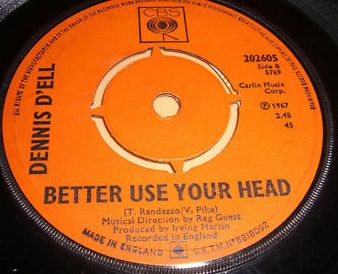 CBS
202605
Side B
5769
Carlin Music
Corp.
℗ 1967
2.45
45
DENNIS D'ELL
BETTER USE YOUR HEAD
(T. Randazzo/V. Pike)
Musical Direction by Reg Guest
Produced by Irving Martin
Recorded in England
MADE IN ENGLAND